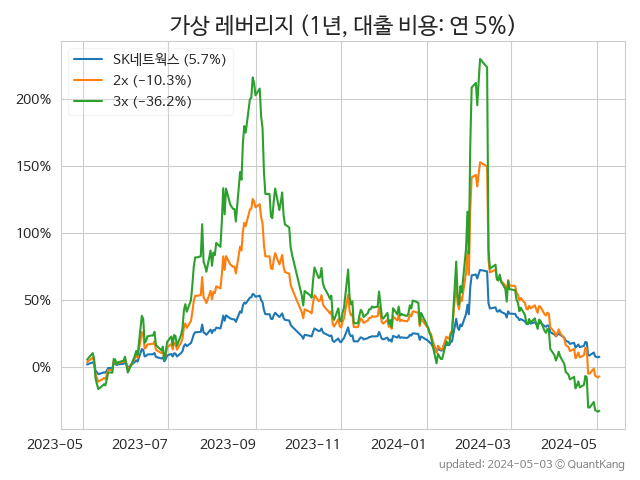 가상 레버리지 (1년, 대출 비용: 연 5%)
SK네트웍스 (5.7%)
2x (−10.3%)
3x (−36.2%)
200%
150%
100%
50%
0%
2023-05 2023-07 2023-09 2023-11 2024-01 2024-03 2024-05
updated: 2024-05-03 © QuantKang